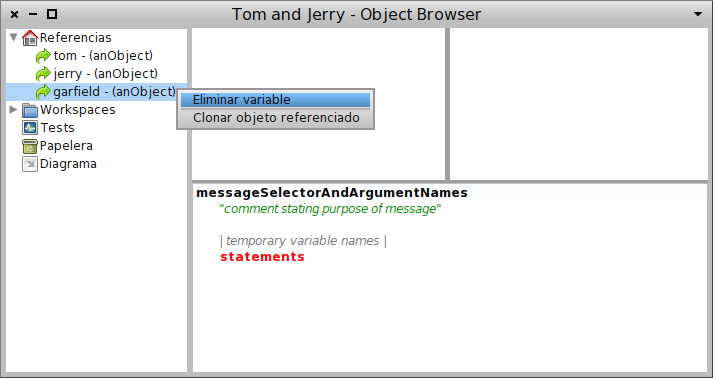 Tom and Jerry - Object Browser
Referencias
tom - (anObject)
jerry - (anObject)
garfield - (anObject)
Workspaces
Tests
Papelera
Diagrama
Eliminar variable
Clonar objeto referenciado
messageSelectorAndArgumentNames
"comment stating purpose of message"
| temporary variable names |
statements